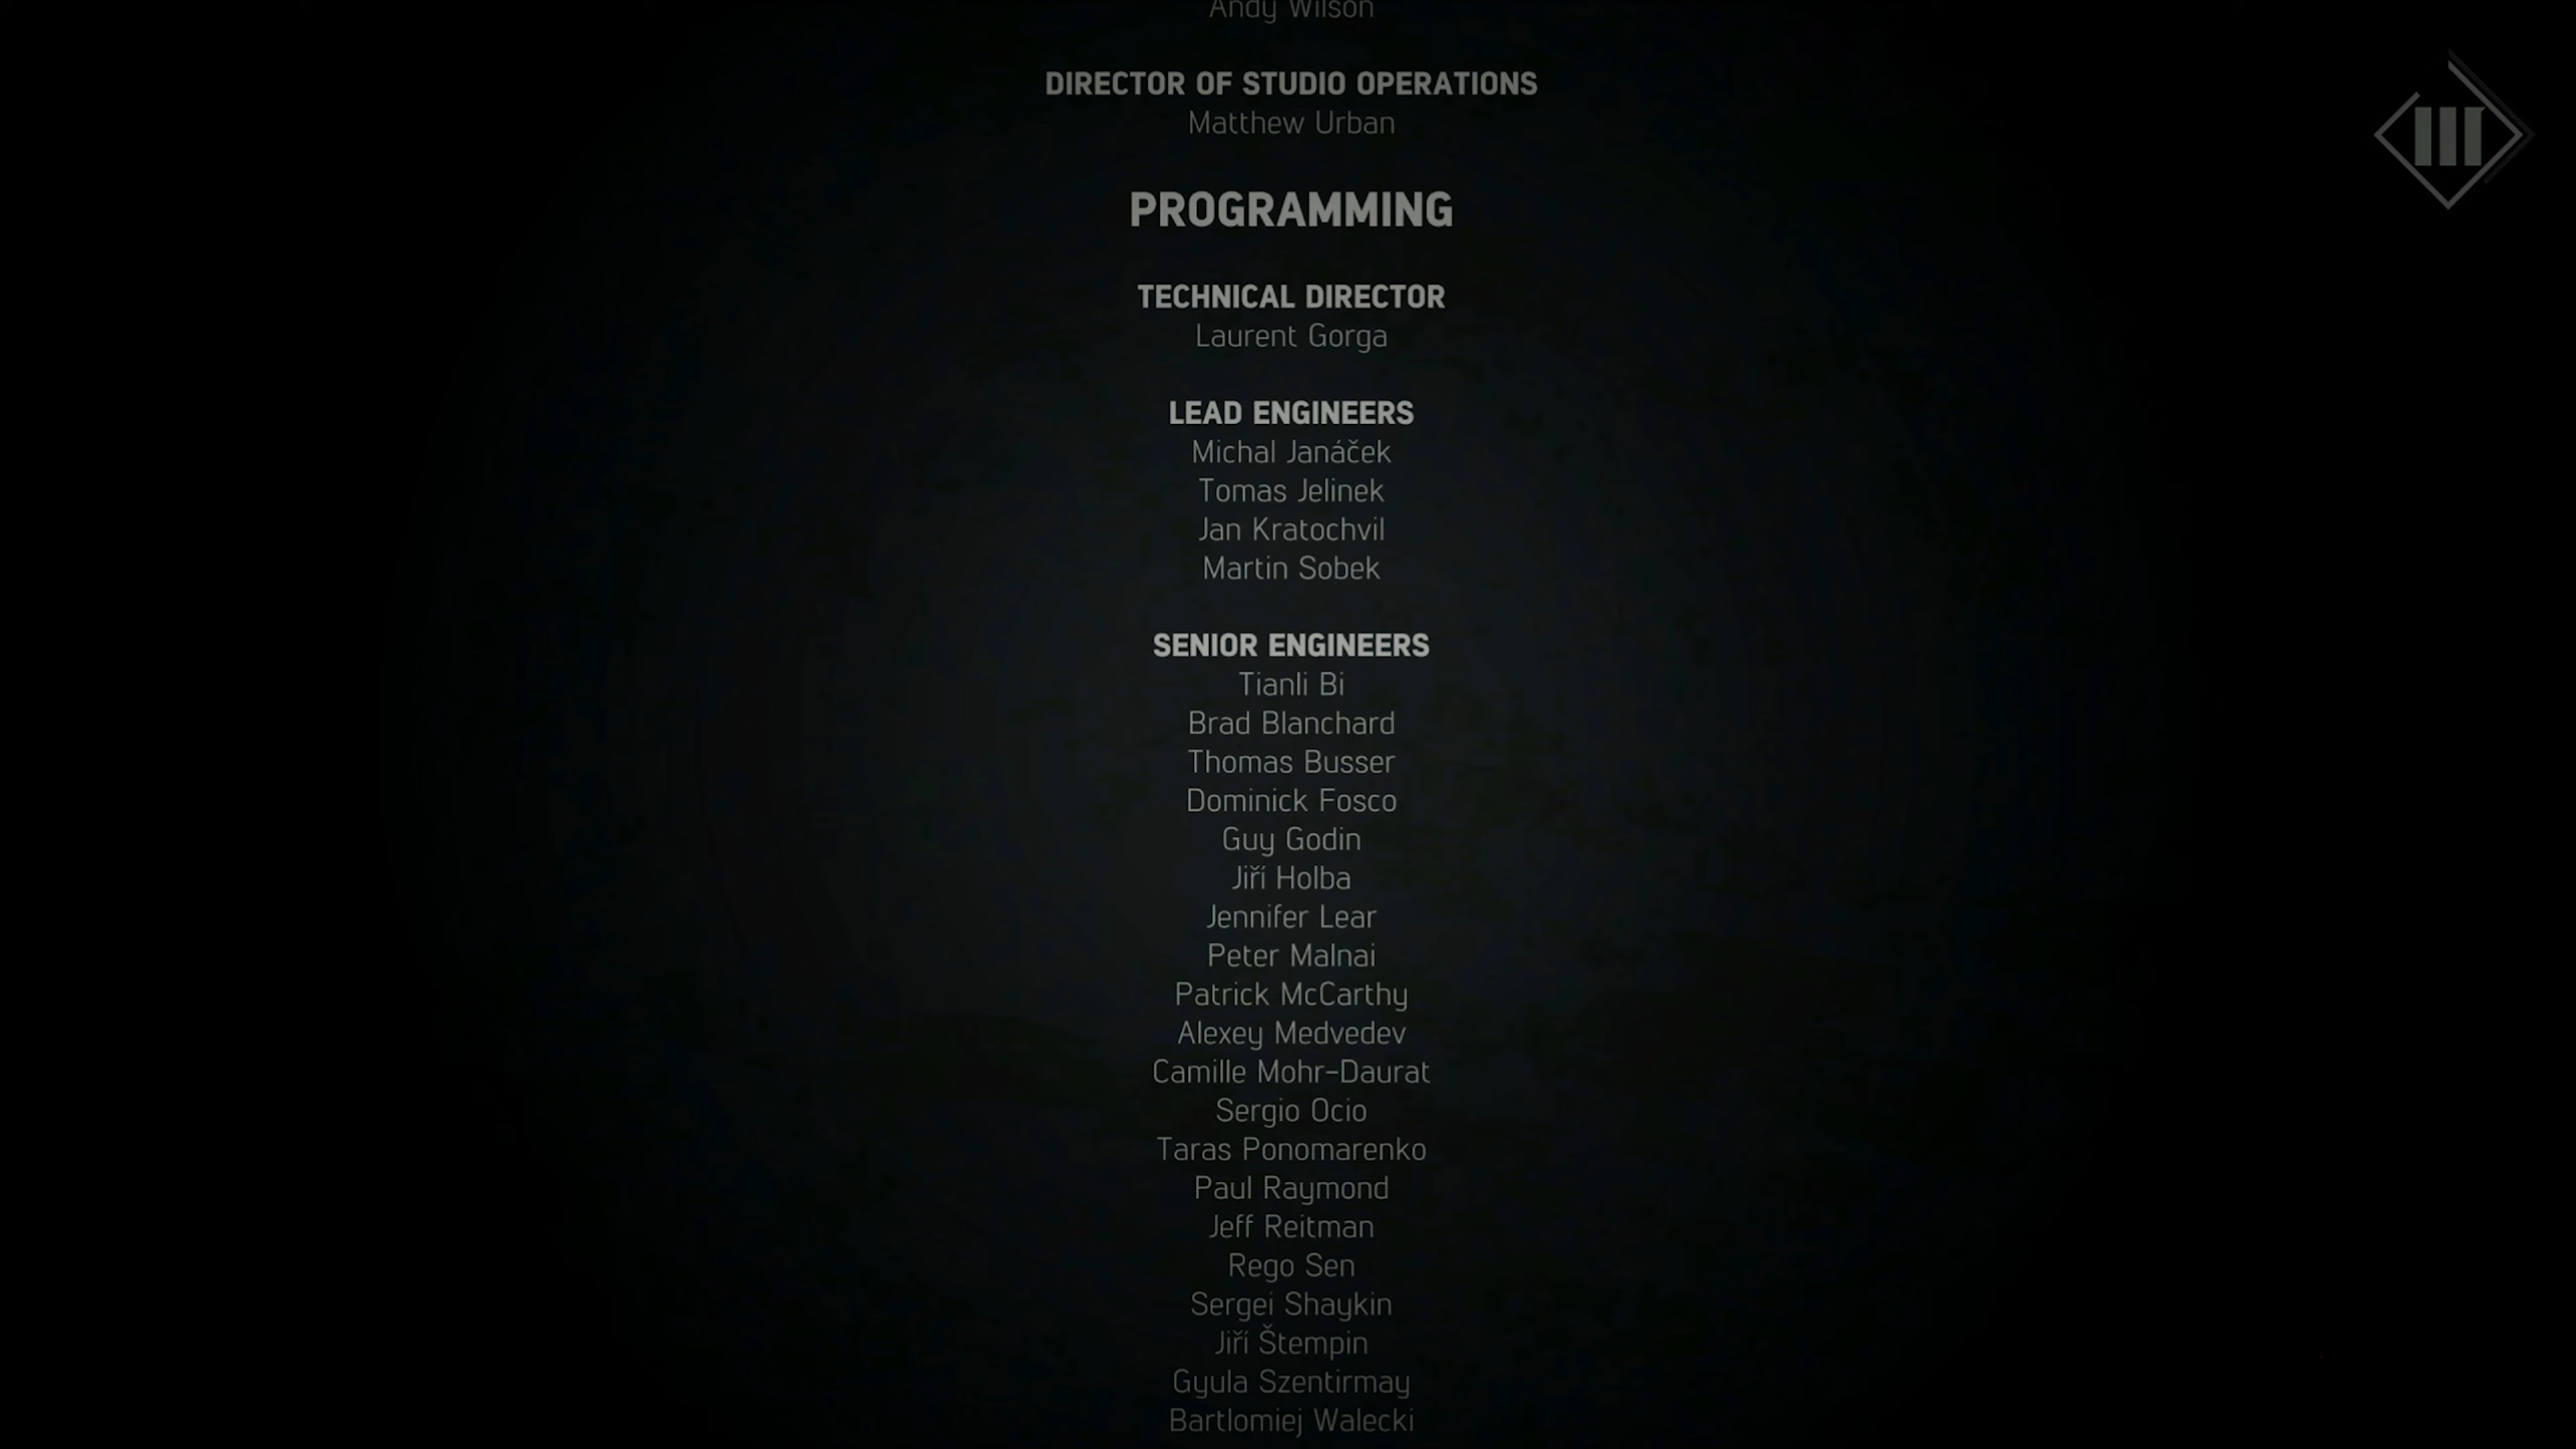 Andy Wilson
DIRECTOR OF STUDIO OPERATIONS
Matthew Urban
PROGRAMMING
TECHNICAL DIRECTOR
Laurent Gorga
LEAD ENGINEERS
Michal Janáček
Tomas Jelinek
Jan Kratochvil
Martin Sobek
SENIOR ENGINEERS
Tianli Bi
Brad Blanchard
Thomas Busser
Dominick Fosco
Guy Godin
Jiří Holba
Jennifer Lear
Peter Malnai
Patrick McCarthy
Alexey Medvedev
Camille Mohr-Daurat
Sergio Ocio
Taras Ponomarenko
Paul Raymond
Jeff Reitman
Rego Sen
Sergei Shaykin
Jiří Štempin
Gyula Szentirmay
Bartlomiej Walecki
III